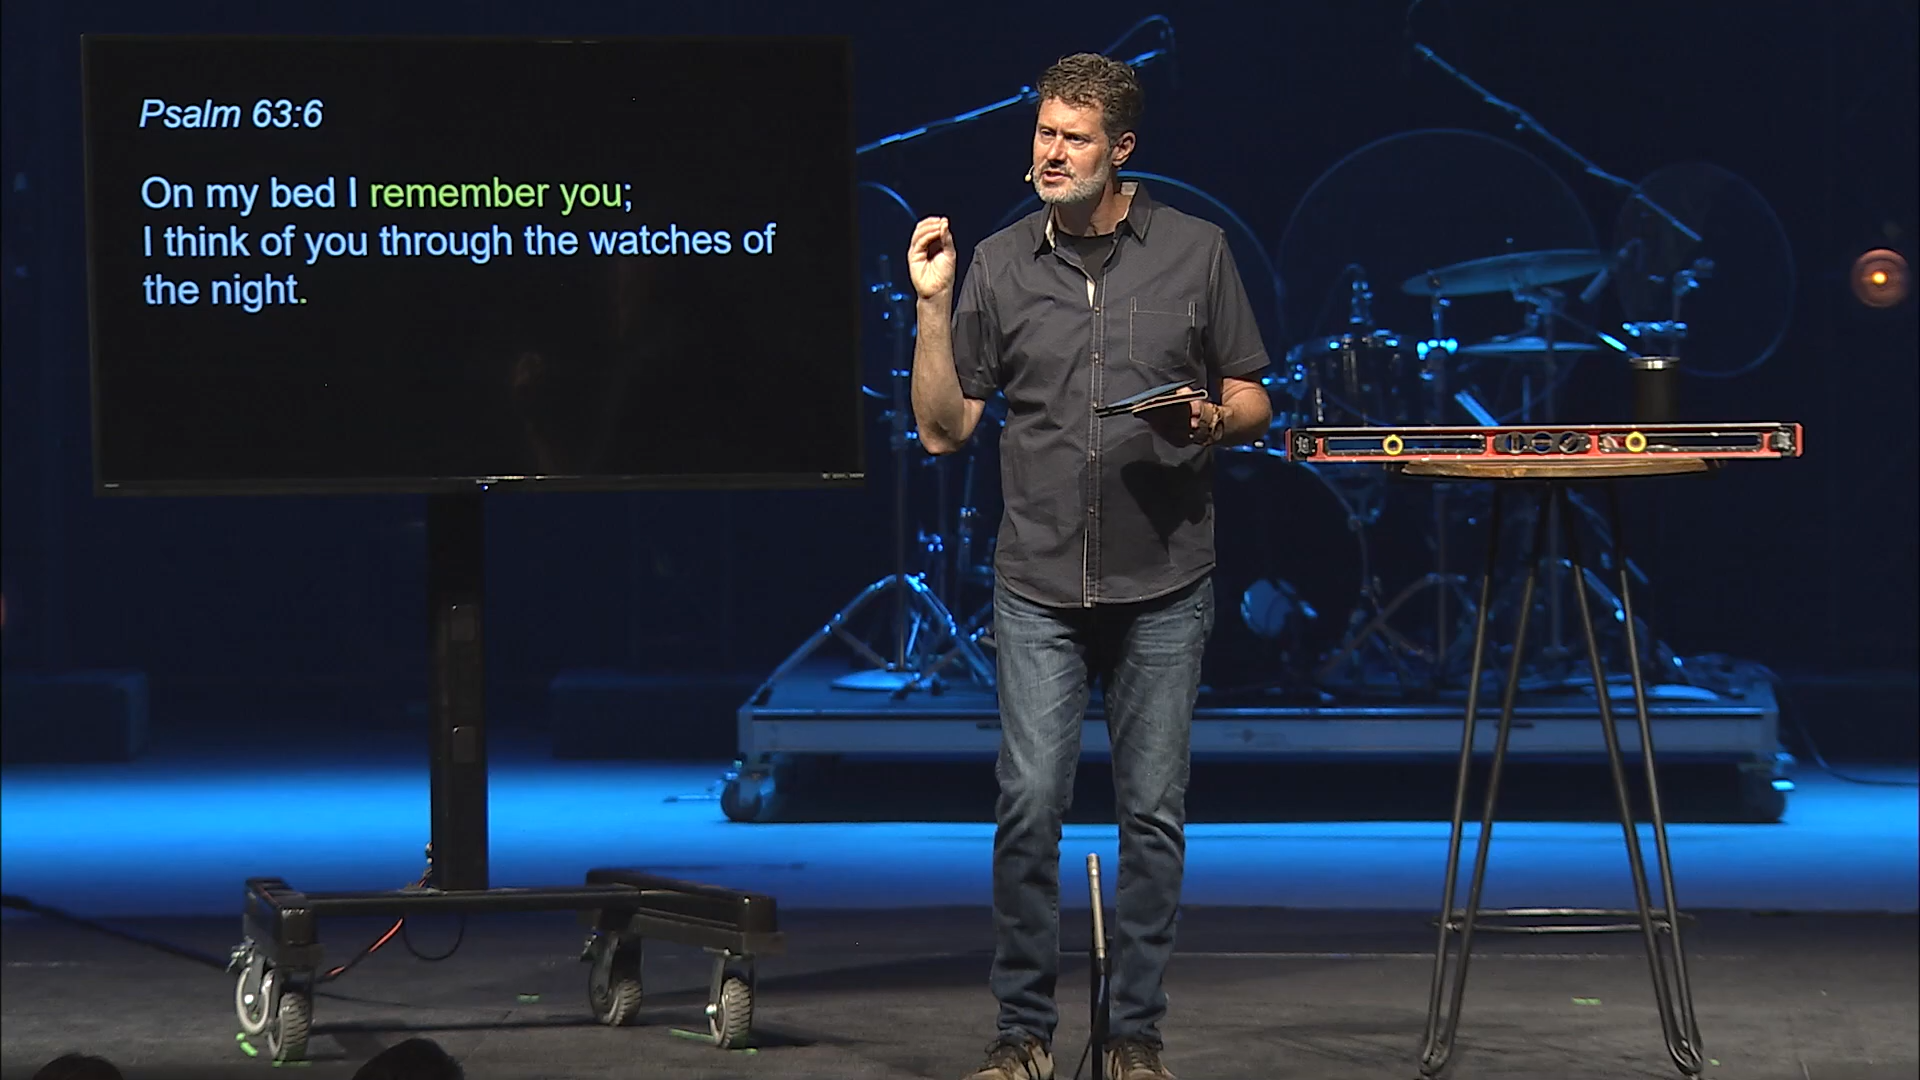 Psalm 63:6
On my bed I remember you;
I think of you through the watches of
the night.